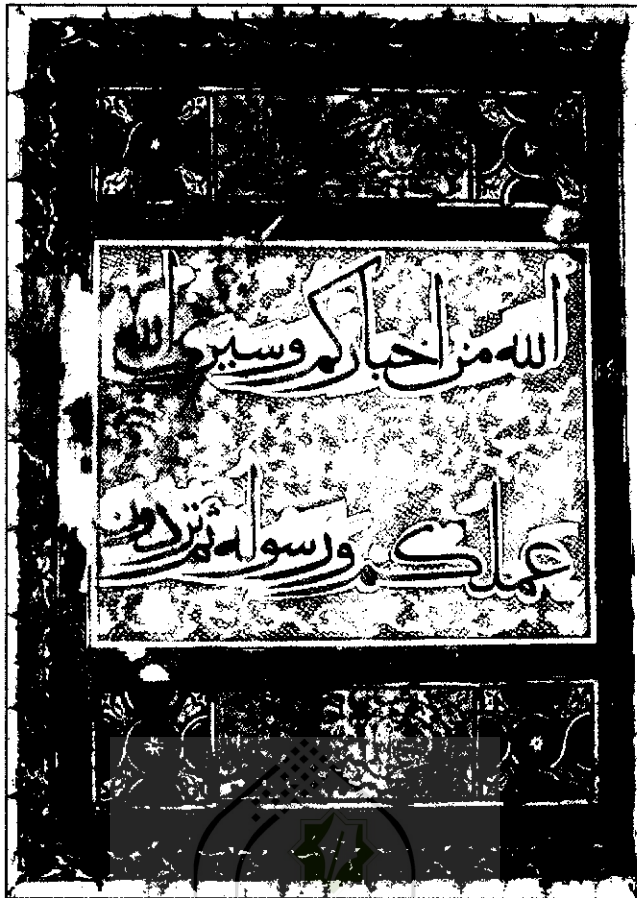 الله من اخباركم وسيرى الله
عملكم ورسوله ثم تردون